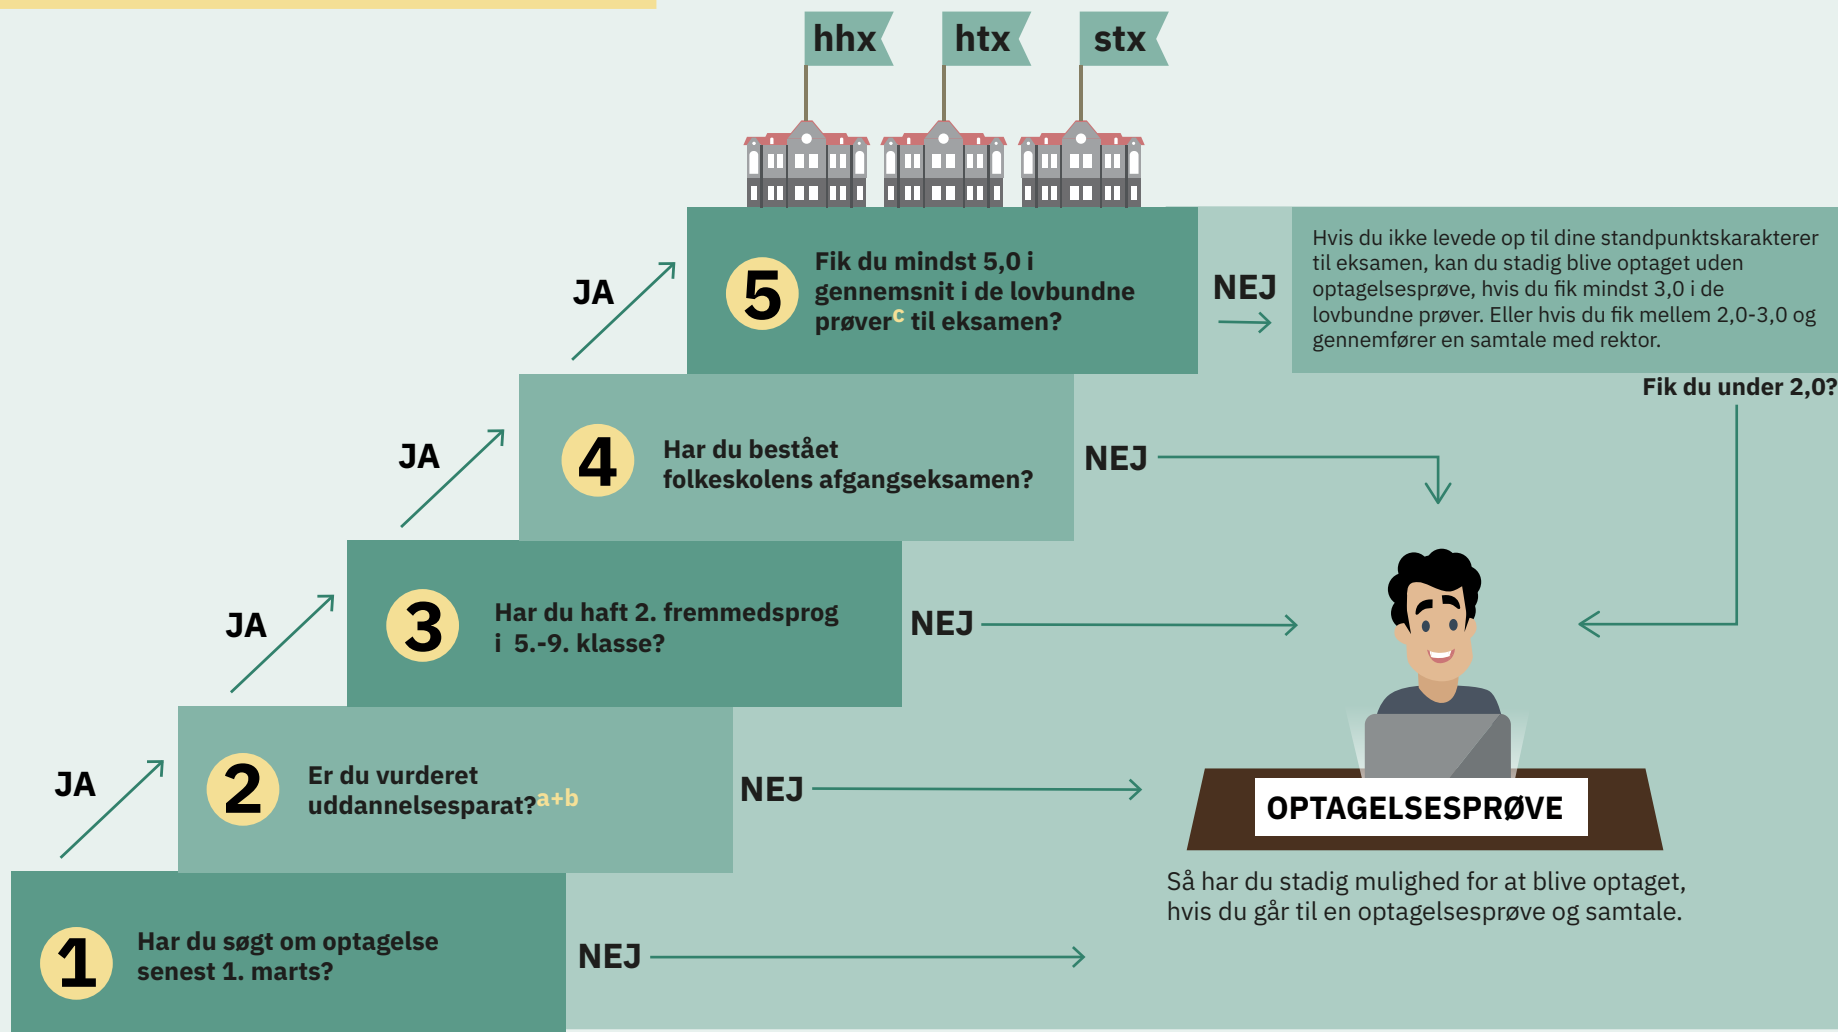 hhx
htx
stx
JA
5
Fik du mindst 5,0 i
gennemsnit i de lovbundne
prøverc til eksamen?
NEJ
Hvis du ikke levede op til dine standpunktskarakterer
til eksamen, kan du stadig blive optaget uden
optagelsesprøve, hvis du fik mindst 3,0 i de
lovbundne prøver. Eller hvis du fik mellem 2,0-3,0 og
gennemfører en samtale med rektor.
Fik du under 2,0?
JA
4
Har du bestået
folkeskolens afgangseksamen?
NEJ
JA
3
Har du haft 2. fremmedsprog
i 5.-9. klasse?
NEJ
JA
2
Er du vurderet
uddannelsesparat?a+b
NEJ
OPTAGELSESPRØVE
Så har du stadig mulighed for at blive optaget,
hvis du går til en optagelsesprøve og samtale.
1
Har du søgt om optagelse
senest 1. marts?
NEJ